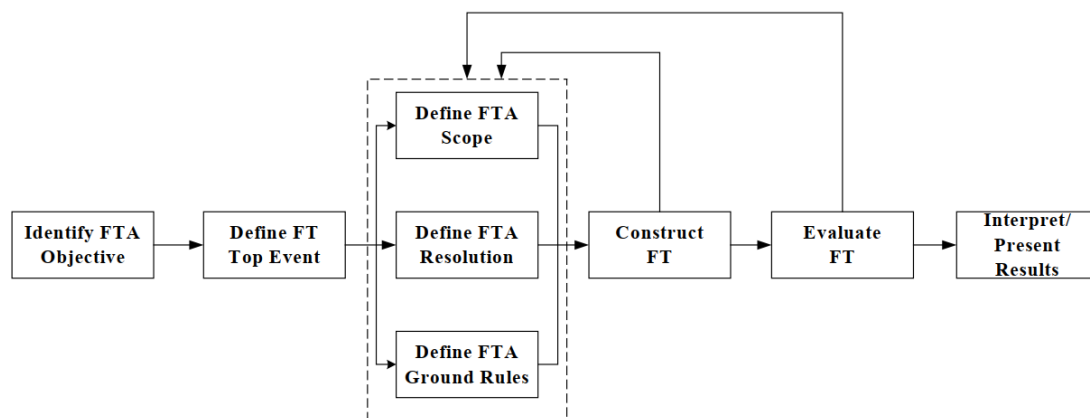 Identify FTA
Objective
Define FT
Top Event
Define FTA
Scope
Define FTA
Resolution
Define FTA
Ground Rules
Construct
FT
Evaluate
FT
Interpret/
Present
Results